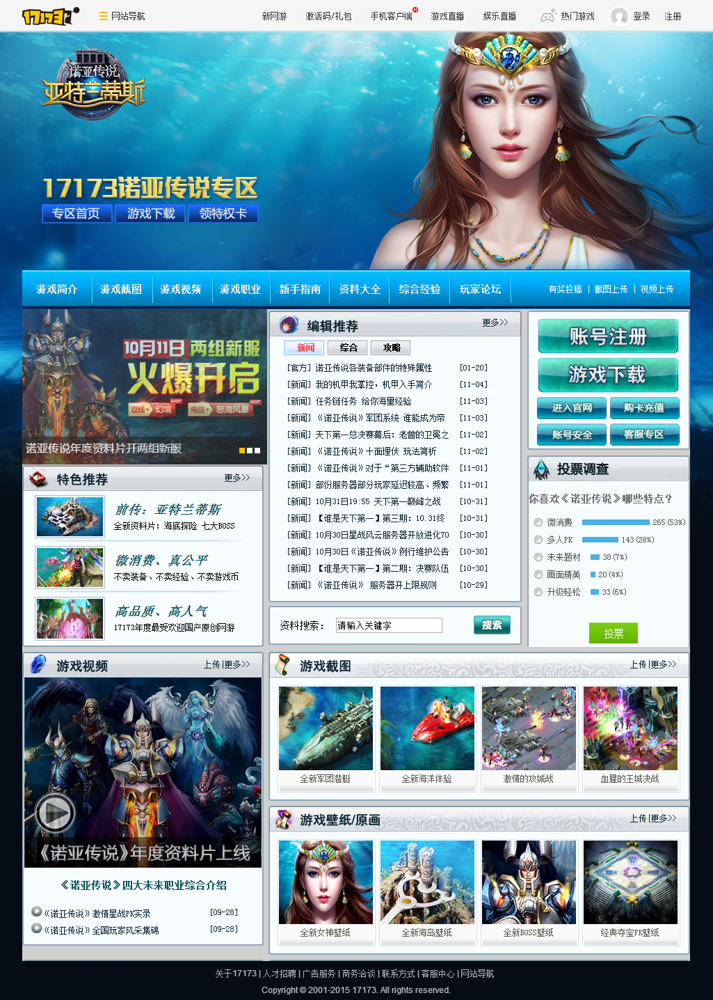 17173
网站导航
新网游
激活码/礼包
手机客户端
H
游戏直播
娱乐直播
热门游戏
登录
注册
诺亚传说
亚特兰蒂斯
17173诺亚传说专区
专区首页
游戏下载
领特权卡
游戏简介
游戏截图
游戏视频
游戏职业
新手指南
资料大全
综合经验
玩家论坛
有奖投稿 | 截图上传 | 视频上传
10月11日两组新服
火爆开启
双线 幻境 HOT
电信 怒海风暴 HOT
诺亚传说年度资料片开两组新服
特色推荐
更多>>
前传：亚特兰蒂斯
全新资料片：海底探险 七大BOSS
微消费、真公平
不卖装备、不卖经验、不卖游戏币
高品质、高人气
17173年度最受欢迎国产原创网游
编辑推荐
更多>>
新闻
综合
攻略
[官方] 诺亚传说各装备部件的特殊属性 [01-20]
[新闻] 我的机甲我掌控，机甲入手简介 [11-04]
[新闻] 任务链任务 给你海量经验 [11-03]
[新闻] 《诺亚传说》军团系统 谁能成为帝 [11-03]
[新闻] 天下第一总决赛幕后：老曾的卫冕之 [11-02]
[新闻] 《诺亚传说》十面埋伏 玩法简析 [11-02]
[新闻] 《诺亚传说》对于“第三方辅助软件 [11-01]
[新闻] 部份服务器部分玩家延迟较高、频繁 [11-01]
[新闻] 10月31日19:55 天下第一巅峰之战 [10-31]
[新闻] 【谁是天下第一】第三期：10.31终 [10-31]
[新闻] 10月30日星战风云服务器开放进化70 [10-30]
[新闻] 10月30日《诺亚传说》例行维护公告 [10-30]
[新闻] 【谁是天下第一】第二期：决赛队伍 [10-30]
[新闻] 《诺亚传说》 服务器开上限规则 [10-29]
资料搜索：
请输入关键字
搜索
账号注册
游戏下载
进入官网
购卡充值
账号安全
客服专区
投票调查
你喜欢《诺亚传说》哪些特点？
微消费 265(53%)
多人PK 143(28%)
未来题材 38(7%)
画面精美 20(4%)
升级轻松 33(6%)
投票
游戏视频
上传|更多>>
《诺亚传说》年度资料片上线
《诺亚传说》四大未来职业综合介绍
《诺亚传说》激情星战PK实录 [09-28]
《诺亚传说》全国玩家风采集锦 [09-28]
游戏截图
上传|更多>>
全新军团潜艇
全新海洋体验
激情的攻城战
血腥的王城决战
游戏壁纸/原画
上传|更多>>
全新女神壁纸
全新海岛壁纸
全新BOSS壁纸
经典夺宝PK壁纸
关于17173 | 人才招聘 | 广告服务 | 商务洽谈 | 联系方式 | 客服中心 | 网站导航
Copyright © 2001-2015 17173. All rights reserved.